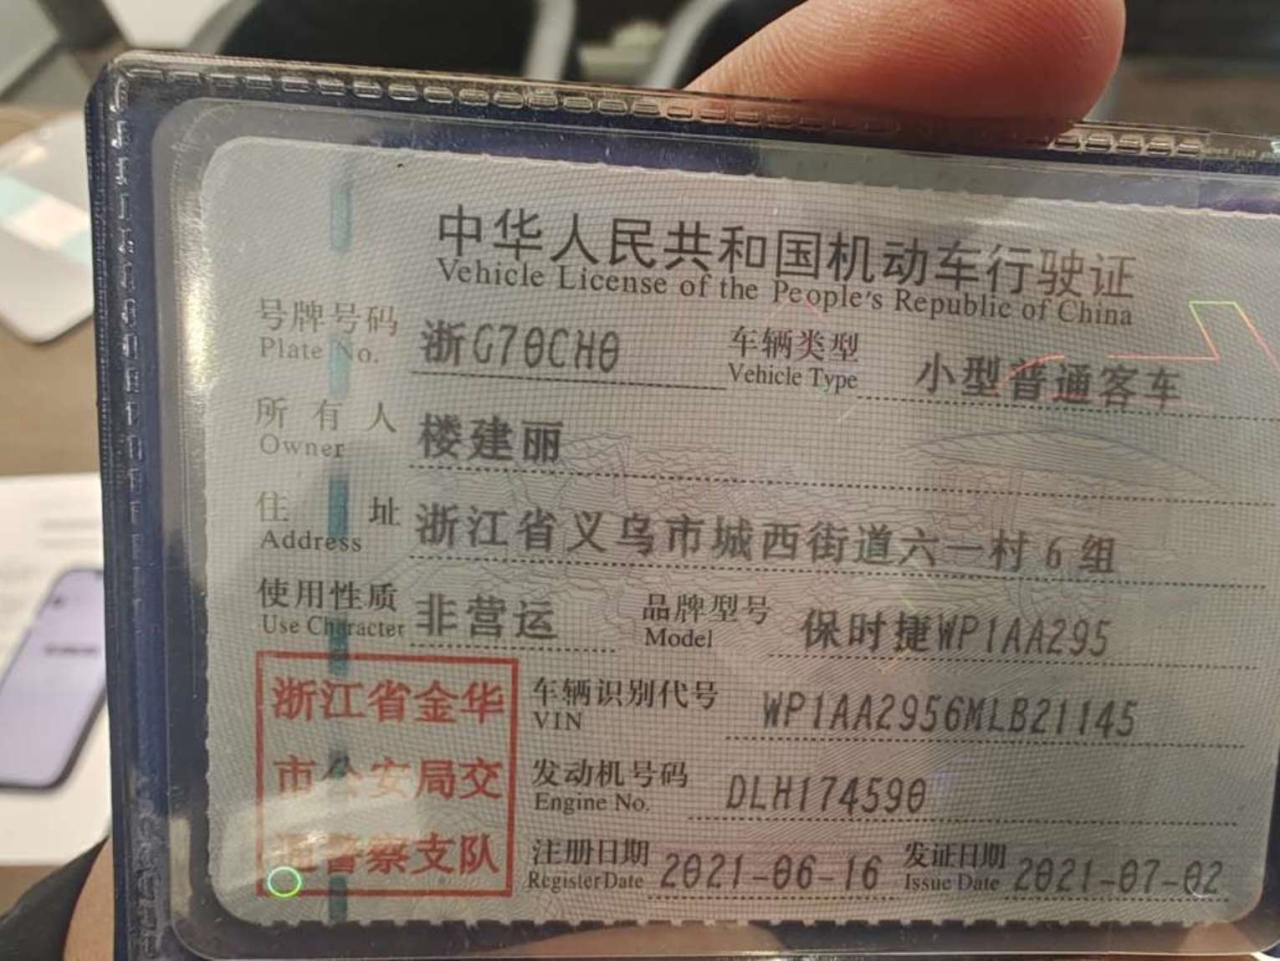 中华人民共和国机动车行驶证
Vehicle License of the People's Republic of China
号牌号码 浙G70CH0 车辆类型 小型普通客车
Plate No. Vehicle Type
所有人 楼建丽
Owner
住址 浙江省义乌市城西街道六一村6组
Address
使用性质 非营运 品牌型号 保时捷WP1AA295
Use Character Model
浙江省金华 车辆识别代号 WP1AA2956MLB21145
VIN
市公安局交 发动机号码 DLH174590
Engine No.
通警察支队 注册日期 2021-06-16 发证日期 2021-07-02
Register Date Issue Date